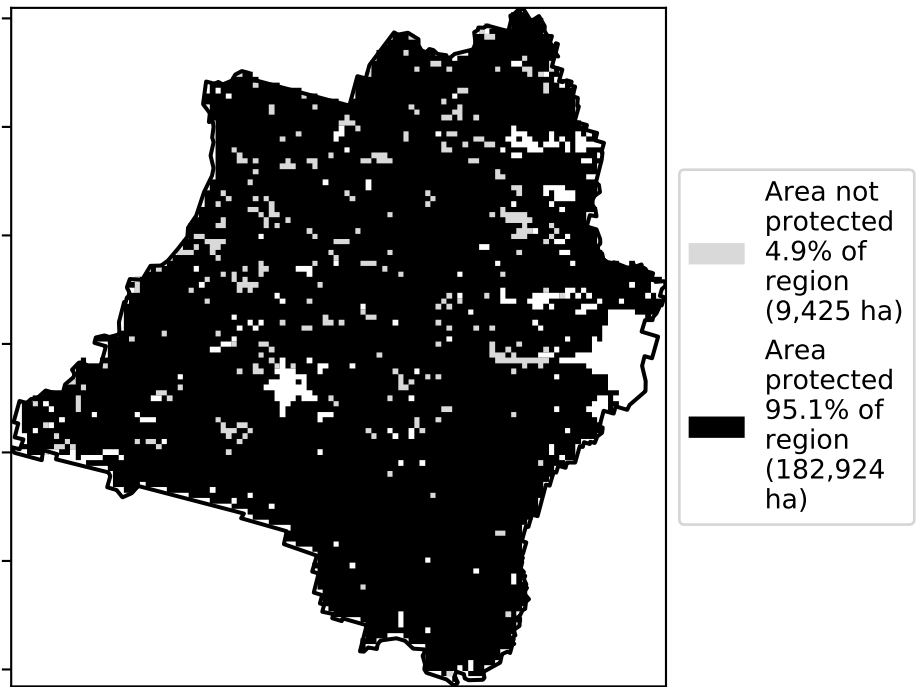 Area not
protected
4.9% of
region
(9,425 ha)
Area
protected
95.1% of
region
(182,924
ha)